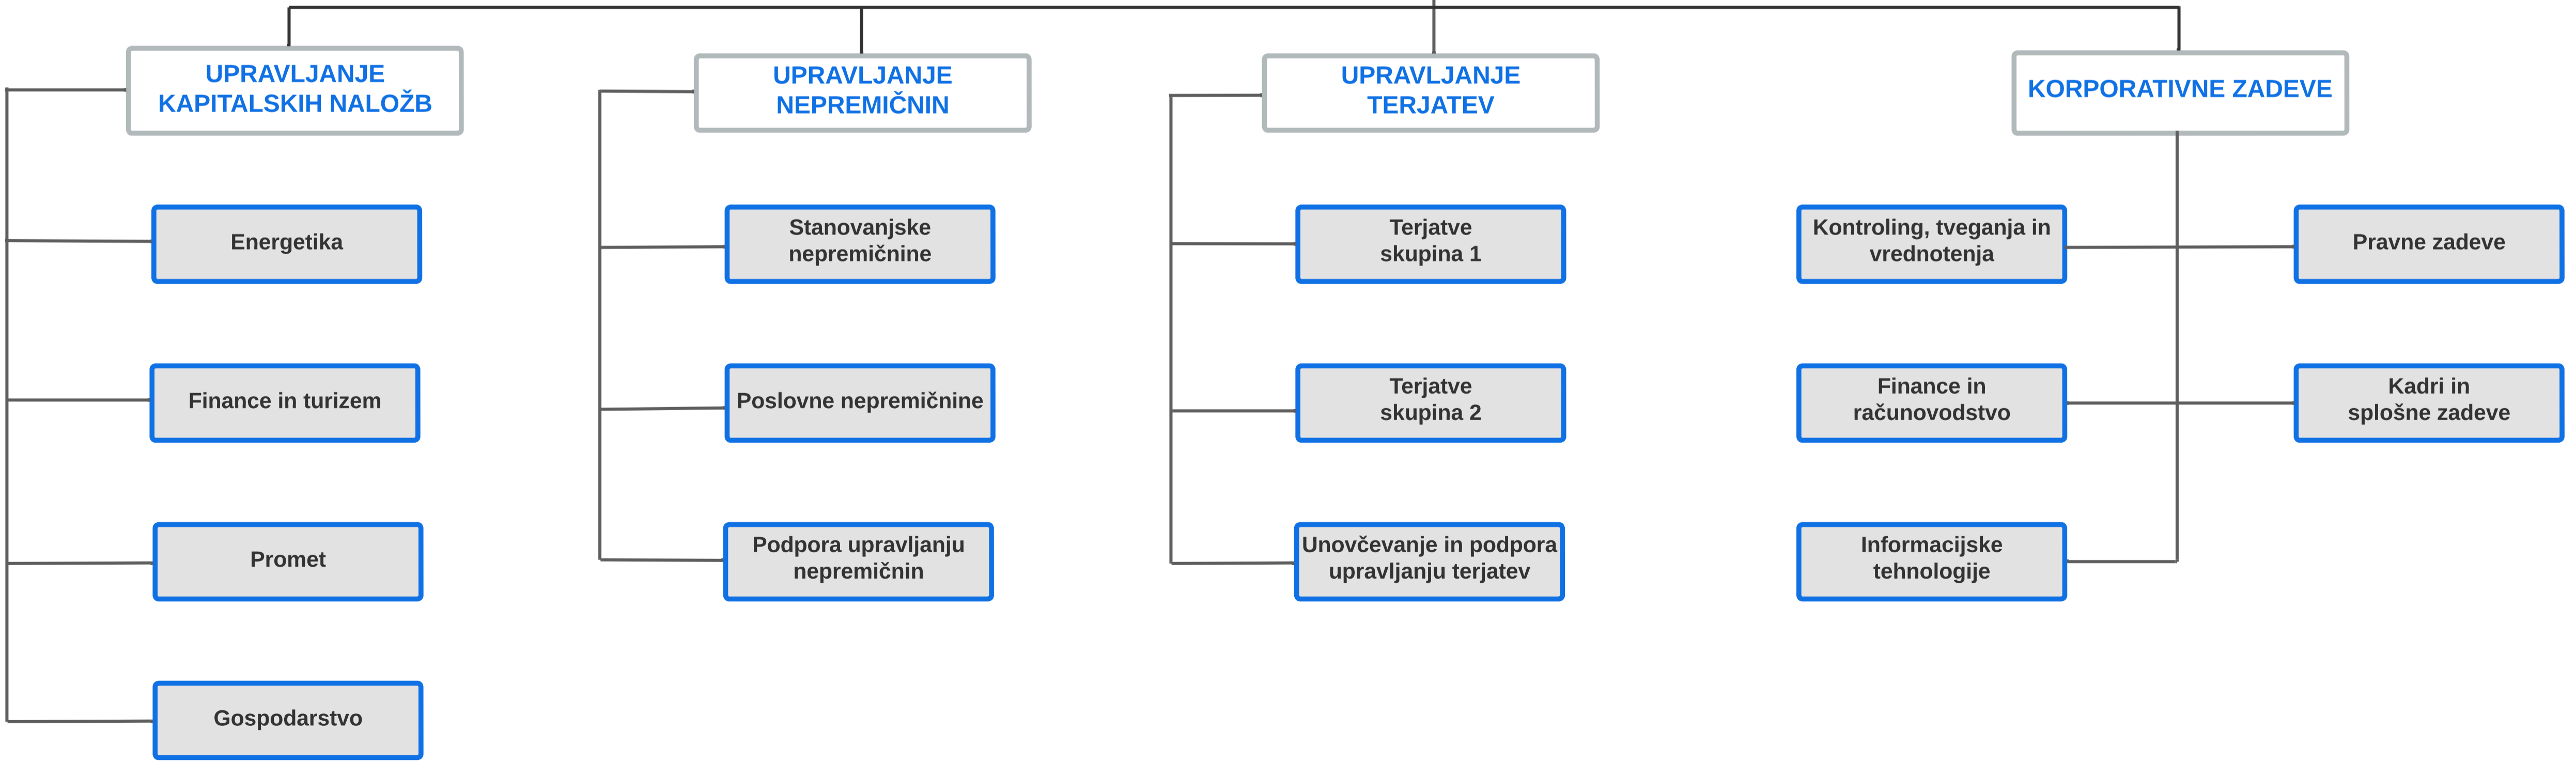 UPRAVLJANJE
KAPITALSKIH NALOŽB
UPRAVLJANJE
NEPREMIČNIN
UPRAVLJANJE
TERJATEV
KORPORATIVNE ZADEVE
Energetika
Stanovanjske
nepremičnine
Terjatve
skupina 1
Kontroling, tveganja in
vrednotenja
Pravne zadeve
Finance in turizem
Poslovne nepremičnine
Terjatve
skupina 2
Finance in
računovodstvo
Kadri in
splošne zadeve
Promet
Podpora upravljanju
nepremičnin
Unovčevanje in podpora
upravljanju terjatev
Informacijske
tehnologije
Gospodarstvo